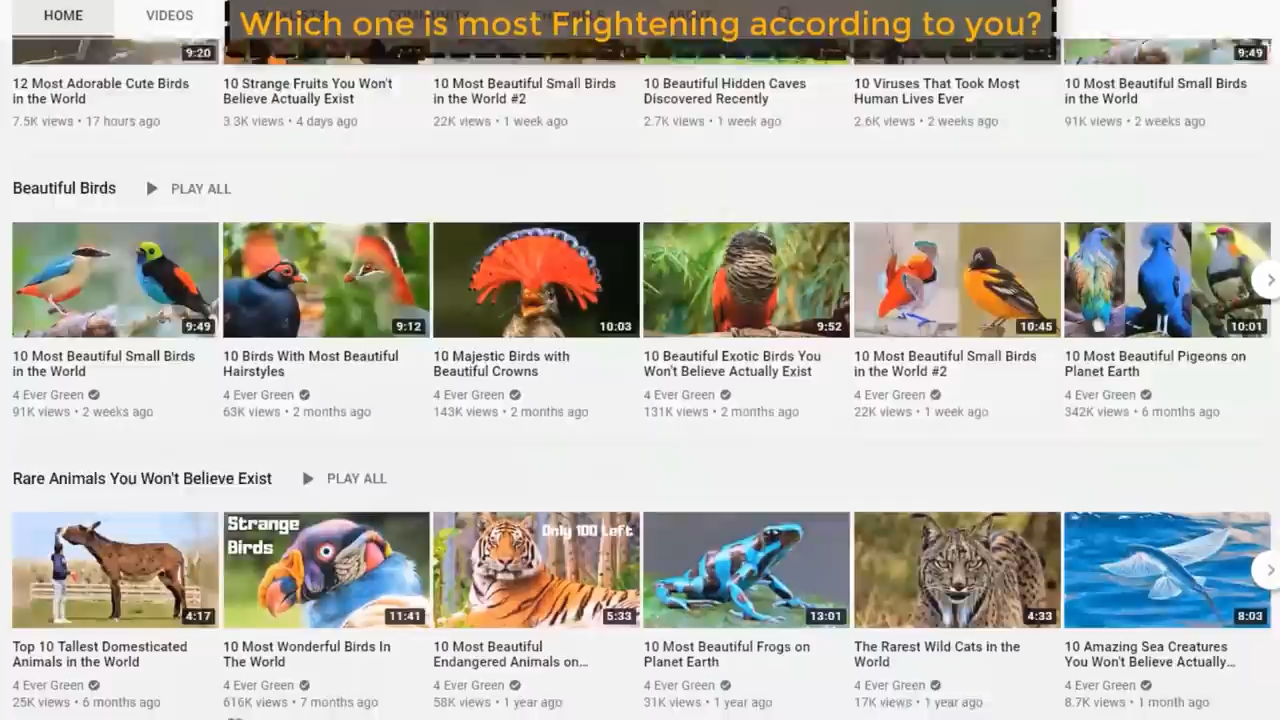 HOME
VIDEOS
Which one is most Frightening according to you?
9:20
9:49
12 Most Adorable Cute Birds
in the World
7.5K views • 17 hours ago
10 Strange Fruits You Won't
Believe Actually Exist
3.3K views • 4 days ago
10 Most Beautiful Small Birds
in the World #2
22K views • 1 week ago
10 Beautiful Hidden Caves
Discovered Recently
2.7K views • 1 week ago
10 Viruses That Took Most
Human Lives Ever
2.6K views • 2 weeks ago
10 Most Beautiful Small Birds
in the World
91K views • 2 weeks ago
Beautiful Birds
PLAY ALL
9:49
9:12
10:03
9:52
10:45
10:01
10 Most Beautiful Small Birds
in the World
4 Ever Green
91K views • 2 weeks ago
10 Birds With Most Beautiful
Hairstyles
4 Ever Green
63K views • 2 months ago
10 Majestic Birds with
Beautiful Crowns
4 Ever Green
143K views • 2 months ago
10 Beautiful Exotic Birds You
Won't Believe Actually Exist
4 Ever Green
131K views • 2 months ago
10 Most Beautiful Small Birds
in the World #2
4 Ever Green
22K views • 1 week ago
10 Most Beautiful Pigeons on
Planet Earth
4 Ever Green
342K views • 6 months ago
Rare Animals You Won't Believe Exist
PLAY ALL
Strange
Birds
Only 100 Left
4:17
11:41
5:33
13:01
4:33
8:03
Top 10 Tallest Domesticated
Animals in the World
4 Ever Green
25K views • 6 months ago
10 Most Wonderful Birds In
The World
4 Ever Green
616K views • 7 months ago
10 Most Beautiful
Endangered Animals on...
4 Ever Green
58K views • 1 year ago
10 Most Beautiful Frogs on
Planet Earth
4 Ever Green
31K views • 1 year ago
The Rarest Wild Cats in the
World
4 Ever Green
17K views • 1 year ago
10 Amazing Sea Creatures
You Won't Believe Actually...
4 Ever Green
8.7K views • 1 month ago